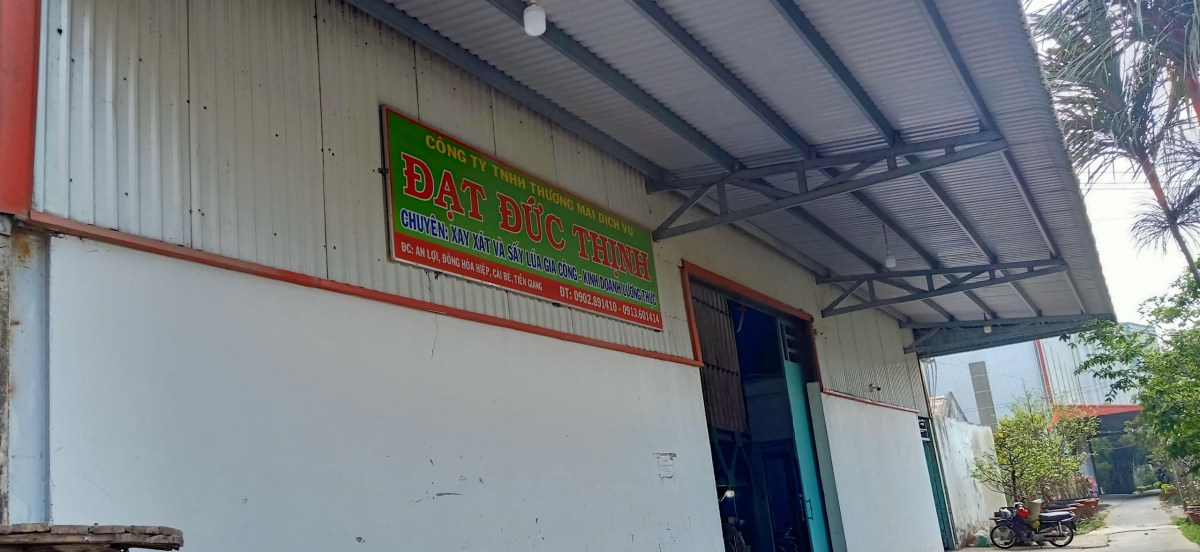 CÔNG TY TNHH THƯƠNG MẠI DỊCH VỤ
ĐẠT ĐỨC THỊNH
CHUYÊN: XAY XÁT VÀ SẤY LÚA GIA CÔNG - KINH DOANH LƯƠNG THỰC
ĐC: AN LỢI, ĐÔNG HÒA HIỆP, CÁI BÈ, TIỀN GIANG ĐT: 0902.891410 - 0913.601414